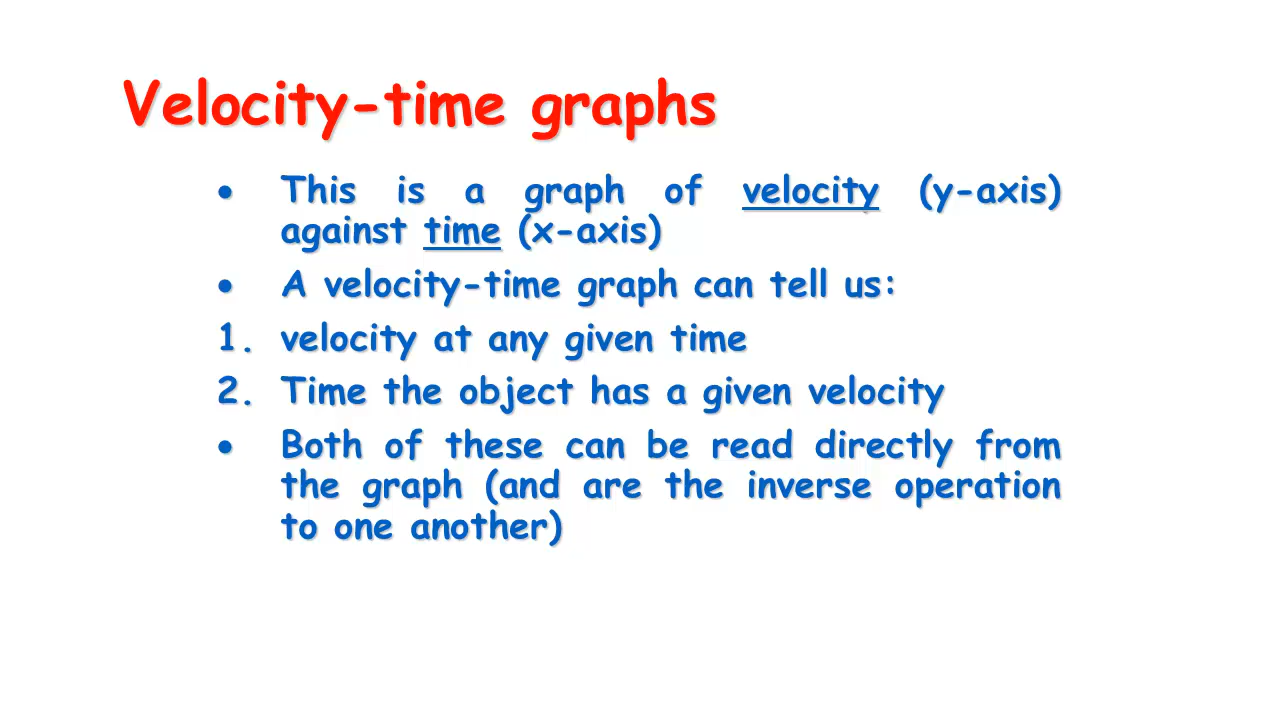 Velocity-time graphs
• This is a graph of velocity (y-axis)
against time (x-axis)
• A velocity-time graph can tell us:
1. velocity at any given time
2. Time the object has a given velocity
• Both of these can be read directly from
the graph (and are the inverse operation
to one another)